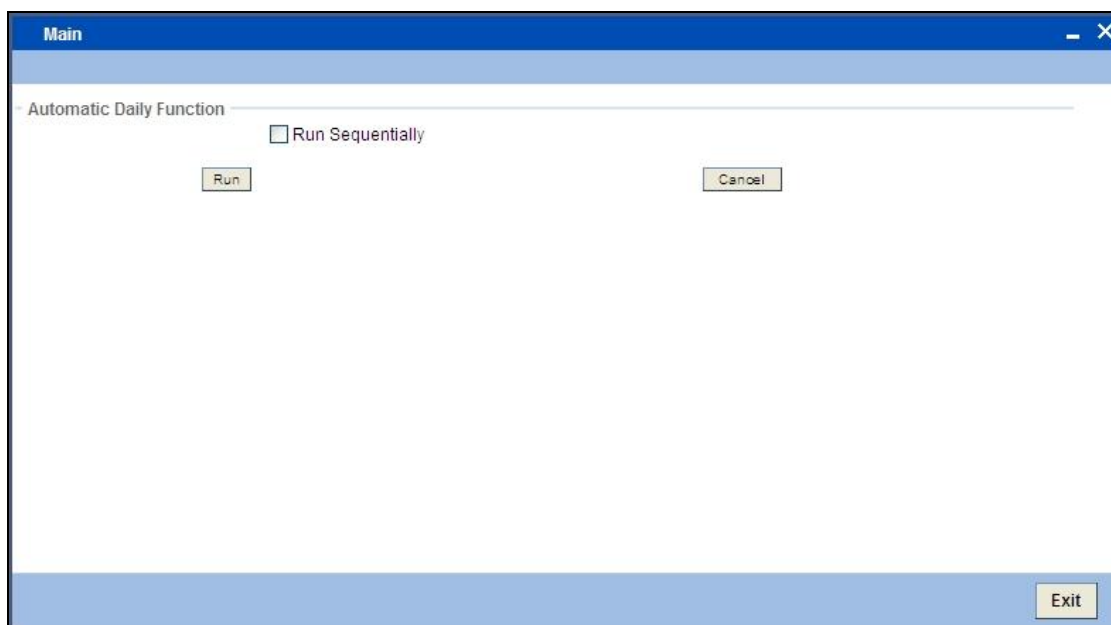 Main
Automatic Daily Function
Run Sequentially
Run Cancel
Exit